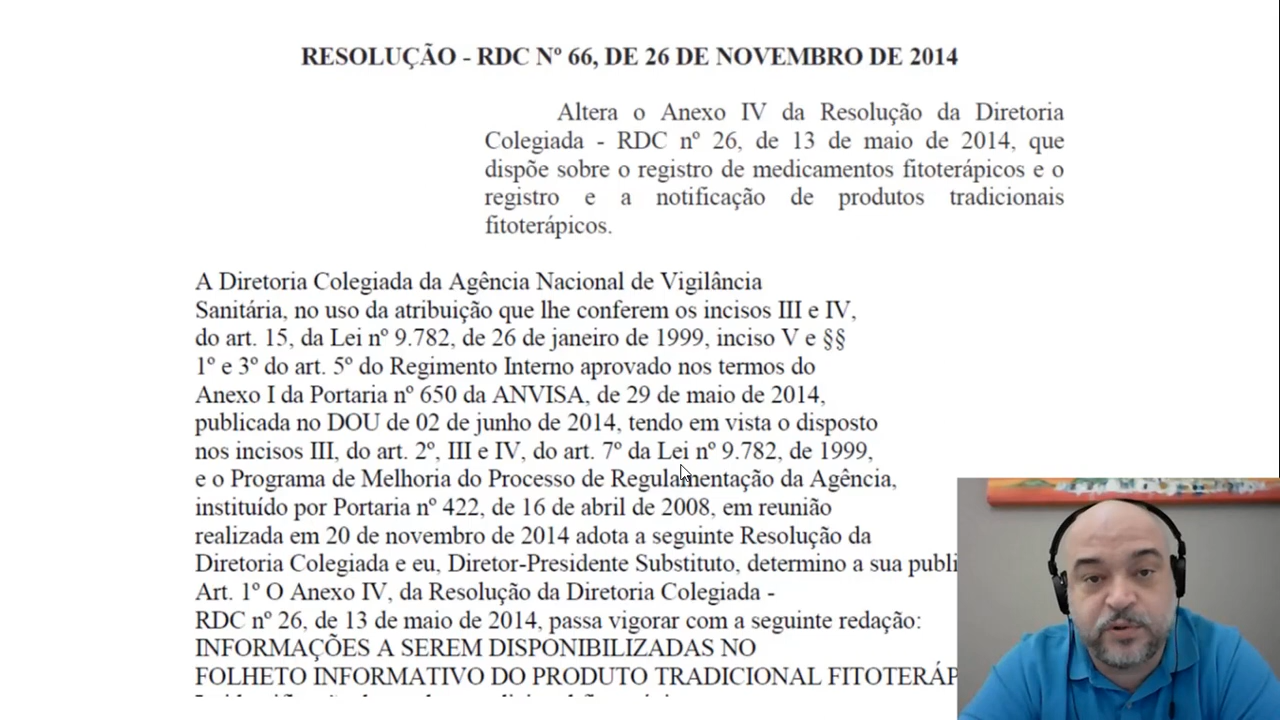 RESOLUÇÃO - RDC Nº 66, DE 26 DE NOVEMBRO DE 2014
Altera o Anexo IV da Resolução da Diretoria
Colegiada - RDC nº 26, de 13 de maio de 2014, que
dispõe sobre o registro de medicamentos fitoterápicos e o
registro e a notificação de produtos tradicionais
fitoterápicos.
A Diretoria Colegiada da Agência Nacional de Vigilância
Sanitária, no uso da atribuição que lhe conferem os incisos III e IV,
do art. 15, da Lei nº 9.782, de 26 de janeiro de 1999, inciso V e §§
1º e 3º do art. 5º do Regimento Interno aprovado nos termos do
Anexo I da Portaria nº 650 da ANVISA, de 29 de maio de 2014,
publicada no DOU de 02 de junho de 2014, tendo em vista o disposto
nos incisos III, do art. 2º, III e IV, do art. 7º da Lei nº 9.782, de 1999,
e o Programa de Melhoria do Processo de Regulamentação da Agência,
instituído por Portaria nº 422, de 16 de abril de 2008, em reunião
realizada em 20 de novembro de 2014 adota a seguinte Resolução da
Diretoria Colegiada e eu, Diretor-Presidente Substituto, determino a sua publi
Art. 1º O Anexo IV, da Resolução da Diretoria Colegiada -
RDC nº 26, de 13 de maio de 2014, passa vigorar com a seguinte redação:
INFORMAÇÕES A SEREM DISPONIBILIZADAS NO
FOLHETO INFORMATIVO DO PRODUTO TRADICIONAL FITOTERÁP